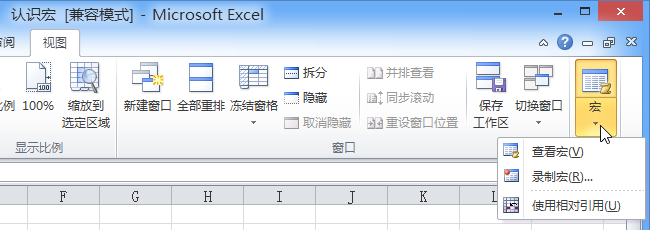 认识宏 [兼容模式] - Microsoft Excel
审阅 视图
比例 100% 缩放到 选定区域
显示比例
新建窗口 全部重排 冻结窗格
拆分
隐藏
取消隐藏
并排查看
同步滚动
重设窗口位置
保存 工作区
切换窗口
窗口
宏
查看宏(V)
录制宏(R)...
使用相对引用(U)
F G H I J K L